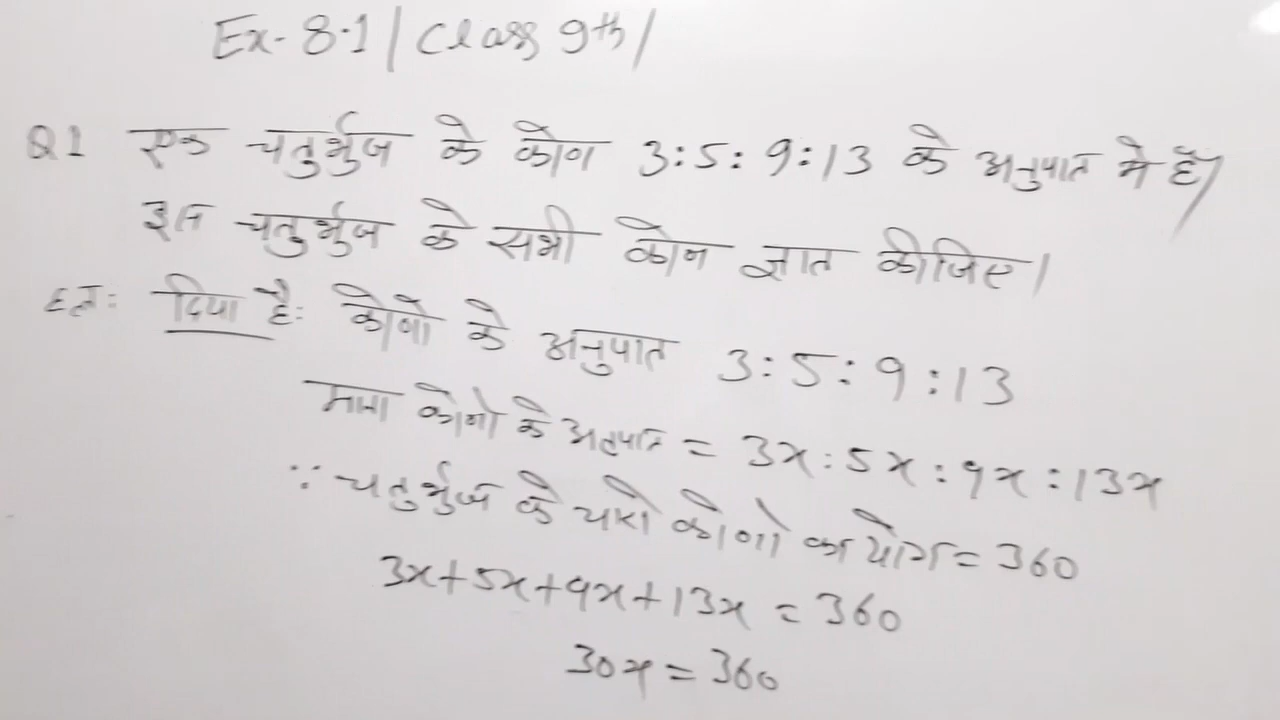 Ex- 8.1 | Class 9th |
Q1 एक चतुर्भुज के कोण 3:5:9:13 के अनुपात मे हैं।
इस चतुर्भुज के सभी कोण ज्ञात कीजिए।
हल: दिया है: कोणो के अनुपात 3:5:9:13
माना कोणो के अनुपात = 3x:5x:9x:13x
∵ चतुर्भुज के चारो कोणो का योग = 360
3x+5x+9x+13x = 360
30x = 360